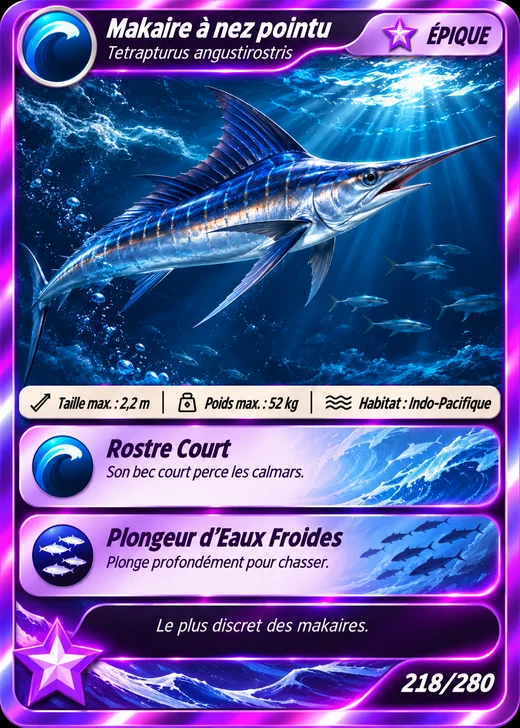 Makaire à nez pointu
Tetrapturus angustirostris
ÉPIQUE
Taille max. : 2,2 m
Poids max. : 52 kg
Habitat : Indo-Pacifique
Rostre Court
Son bec court perce les calmars.
Plongeur d'Eaux Froides
Plonge profondément pour chasser.
Le plus discret des makaires.
218/280